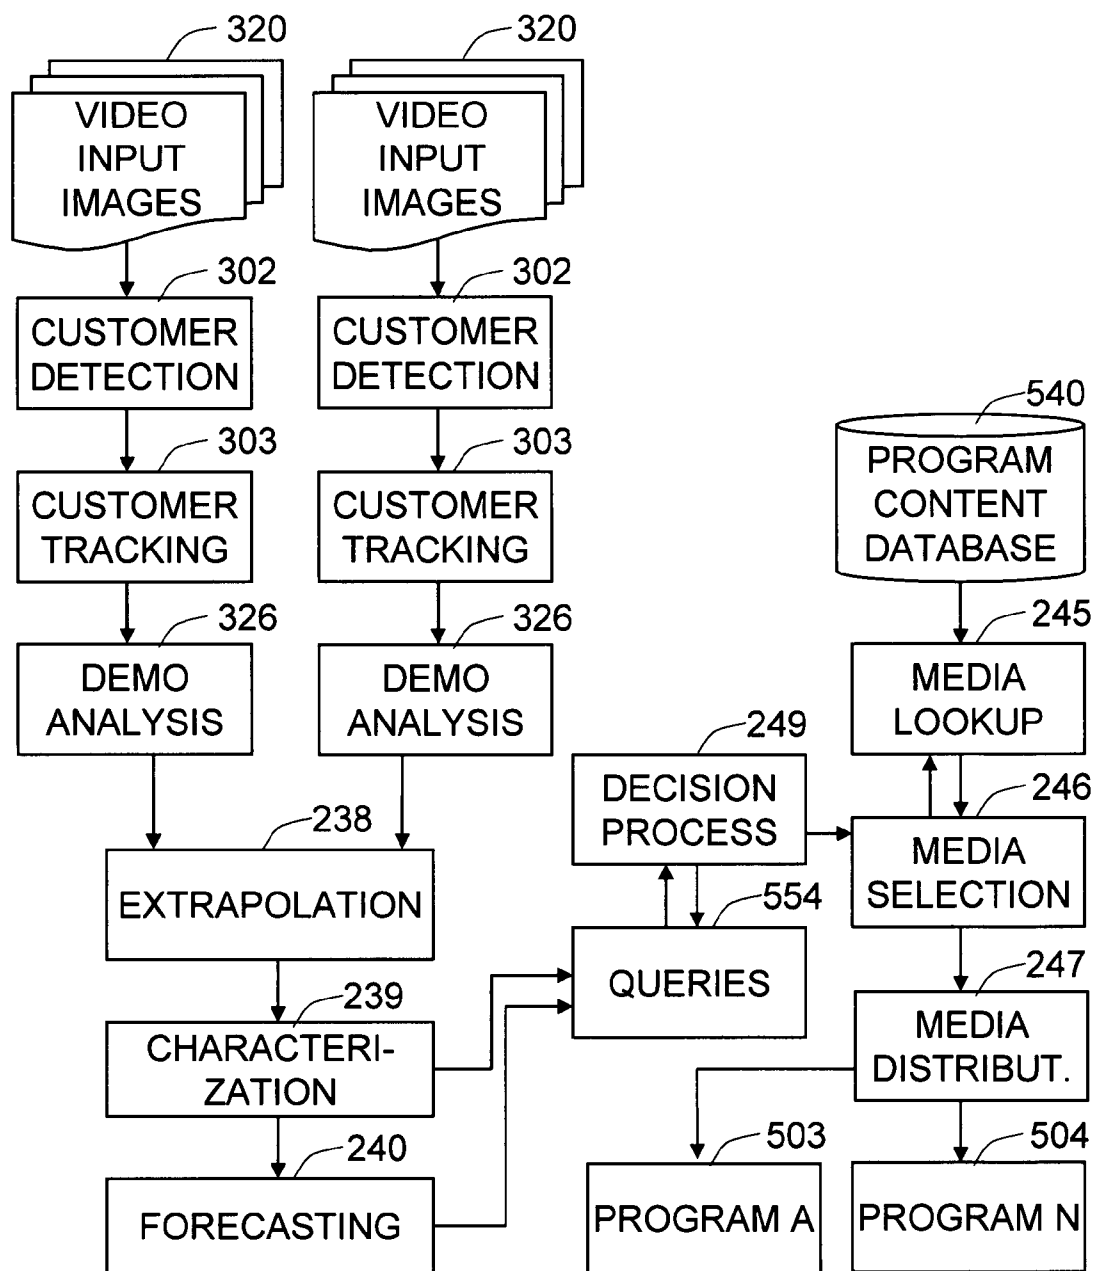 320
320
VIDEO
INPUT
IMAGES
VIDEO
INPUT
IMAGES
302
302
CUSTOMER
DETECTION
CUSTOMER
DETECTION
303
303
CUSTOMER
TRACKING
CUSTOMER
TRACKING
326
326
DEMO
ANALYSIS
DEMO
ANALYSIS
238
EXTRAPOLATION
239
CHARACTERI-
ZATION
240
FORECASTING
249
DECISION
PROCESS
554
QUERIES
540
PROGRAM
CONTENT
DATABASE
245
MEDIA
LOOKUP
246
MEDIA
SELECTION
247
MEDIA
DISTRIBUT.
503
PROGRAM A
504
PROGRAM N